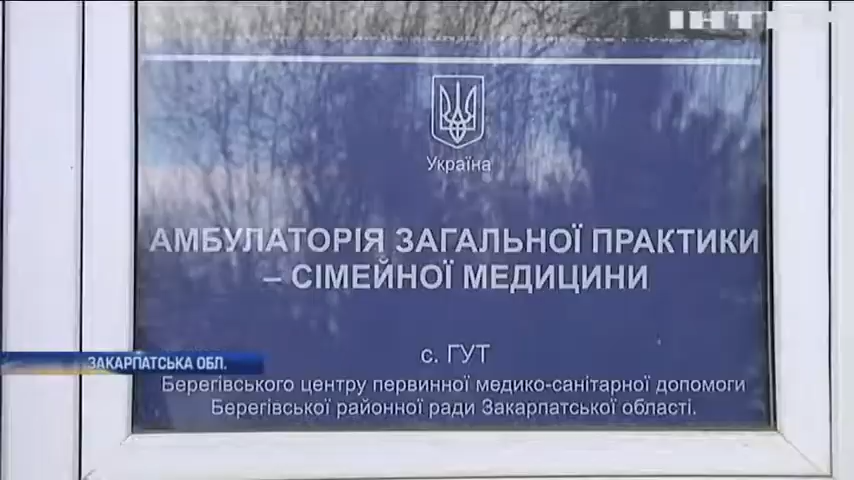 Україна
АМБУЛАТОРІЯ ЗАГАЛЬНОЇ ПРАКТИКИ
– СІМЕЙНОЇ МЕДИЦИНИ
с. ГУТ
ЗАКАРПАТСЬКА ОБЛ.
Берегівського центру первинної медико-санітарної допомоги
Берегівської районної ради Закарпатської області.